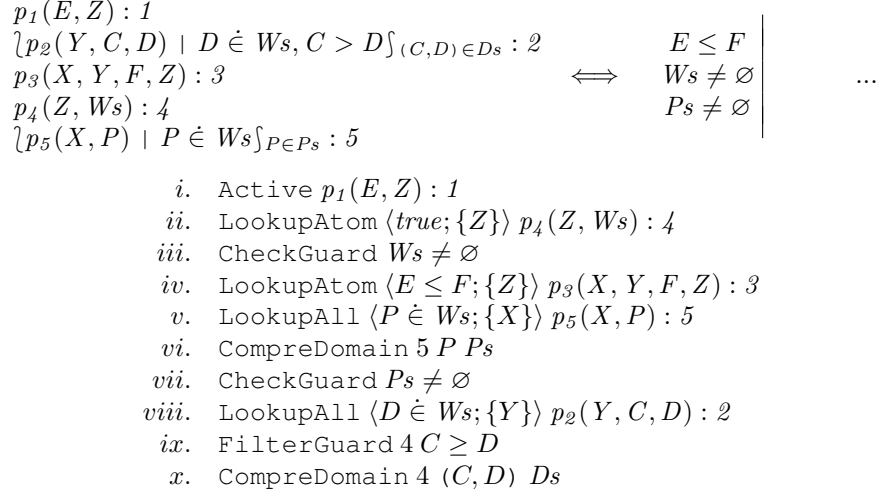 p₁(E, Z) : 1
⟅p₂(Y, C, D) | D ∈̇ Ws, C > D⟆_(C,D)∈Ds : 2 E ≤ F
p₃(X, Y, F, Z) : 3 ⟺ Ws ≠ ∅ ...
p₄(Z, Ws) : 4 Ps ≠ ∅
⟅p₅(X, P) | P ∈̇ Ws⟆_P∈Ps : 5
i. Active p₁(E, Z) : 1
ii. LookupAtom ⟨true; {Z}⟩ p₄(Z, Ws) : 4
iii. CheckGuard Ws ≠ ∅
iv. LookupAtom ⟨E ≤ F; {Z}⟩ p₃(X, Y, F, Z) : 3
v. LookupAll ⟨P ∈̇ Ws; {X}⟩ p₅(X, P) : 5
vi. CompreDomain 5 P Ps
vii. CheckGuard Ps ≠ ∅
viii. LookupAll ⟨D ∈̇ Ws; {Y}⟩ p₂(Y, C, D) : 2
ix. FilterGuard 4 C ≥ D
x. CompreDomain 4 (C, D) Ds